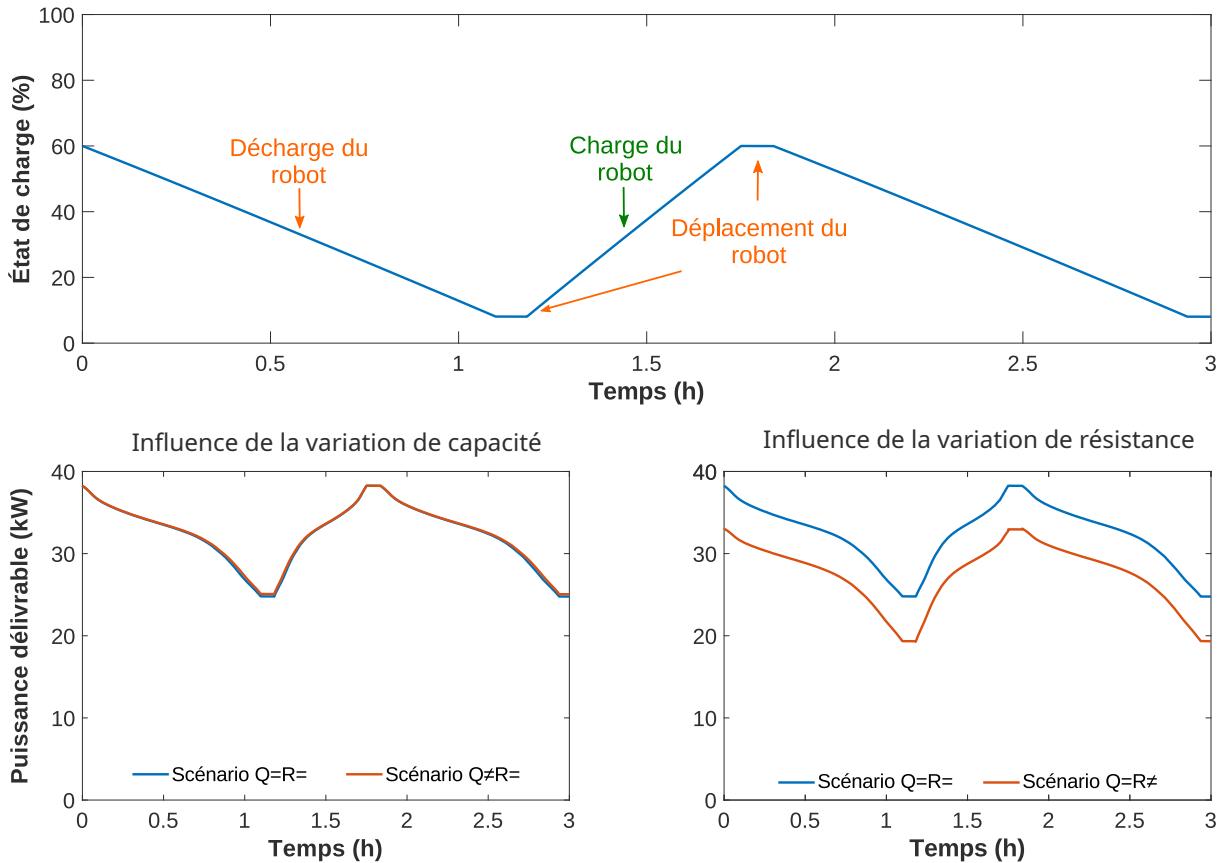 100
80
60
40
20
0
État de charge (%)
Décharge du
robot
Charge du
robot
Déplacement du
robot
0 0.5 1 1.5 2 2.5 3
Temps (h)
Influence de la variation de capacité
40
30
20
10
0
Puissance délivrable (kW)
Scénario Q=R= Scénario Q≠R=
0 0.5 1 1.5 2 2.5 3
Temps (h)
Influence de la variation de résistance
40
30
20
10
0
Scénario Q=R= Scénario Q=R≠
0 0.5 1 1.5 2 2.5 3
Temps (h)